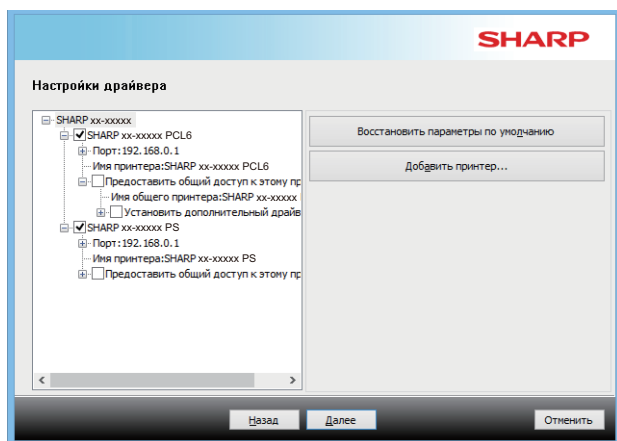 SHARP
Настройки драйвера
SHARP xx-xxxxx
SHARP xx-xxxxx PCL6
Порт:192.168.0.1
Имя принтера:SHARP xx-xxxxx PCL6
Предоставить общий доступ к этому пр
Имя общего принтера:SHARP xx-xxxxx
Установить дополнительный драйв
SHARP xx-xxxxx PS
Порт:192.168.0.1
Имя принтера:SHARP xx-xxxxx PS
Предоставить общий доступ к этому пр
Восстановить параметры по умолчанию
Добавить принтер...
Назад
Далее
Отменить